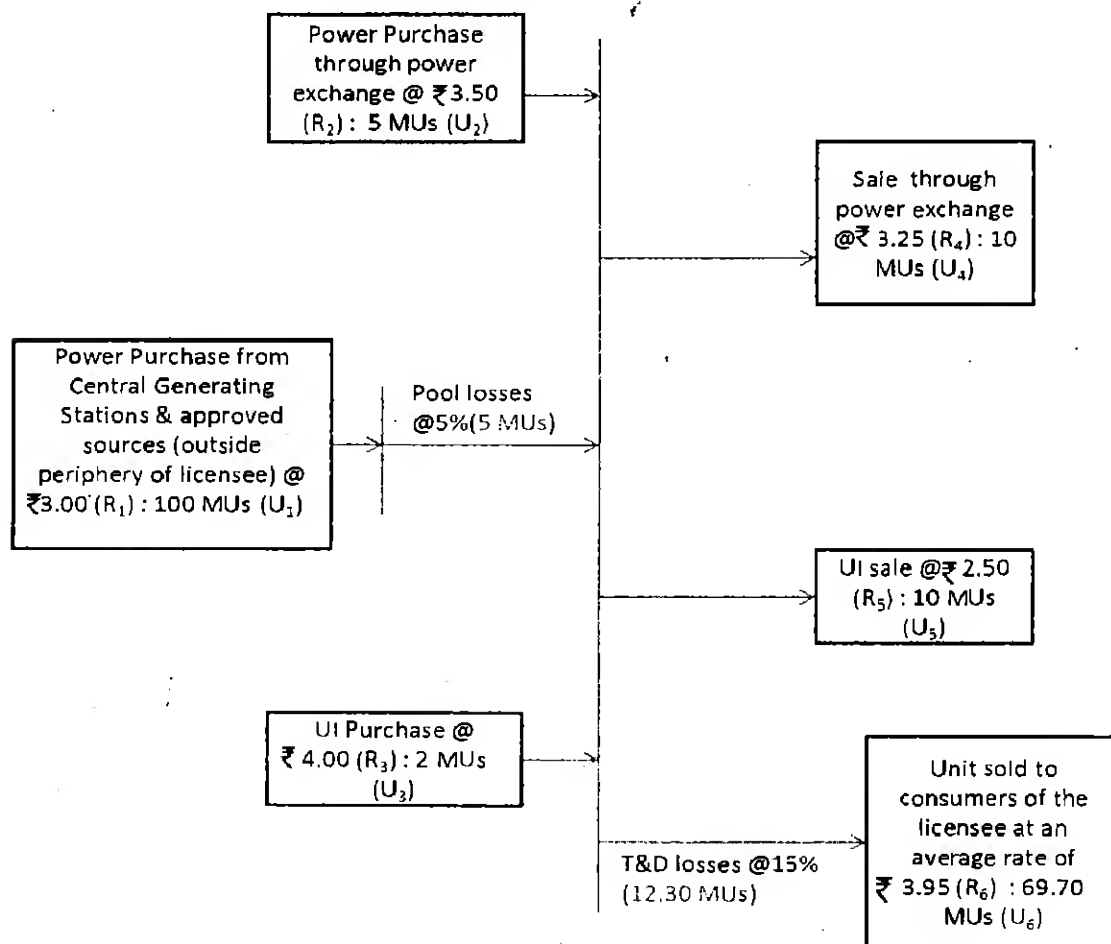 Power Purchase
through power
exchange @ ₹3.50
(R₂) : 5 MUs (U₂)
Sale through
power exchange
@₹ 3.25 (R₄) : 10
MUs (U₄)
Power Purchase from
Central Generating
Stations & approved
sources (outside
periphery of licensee) @
₹3.00 (R₁) : 100 MUs (U₁)
Pool losses
@5%(5 MUs)
UI sale @₹ 2.50
(R₅) : 10 MUs
(U₅)
UI Purchase @
₹ 4.00 (R₃) : 2 MUs
(U₃)
T&D losses @15%
(12.30 MUs)
Unit sold to
consumers of the
licensee at an
average rate of
₹ 3.95 (R₆) : 69.70
MUs (U₆)